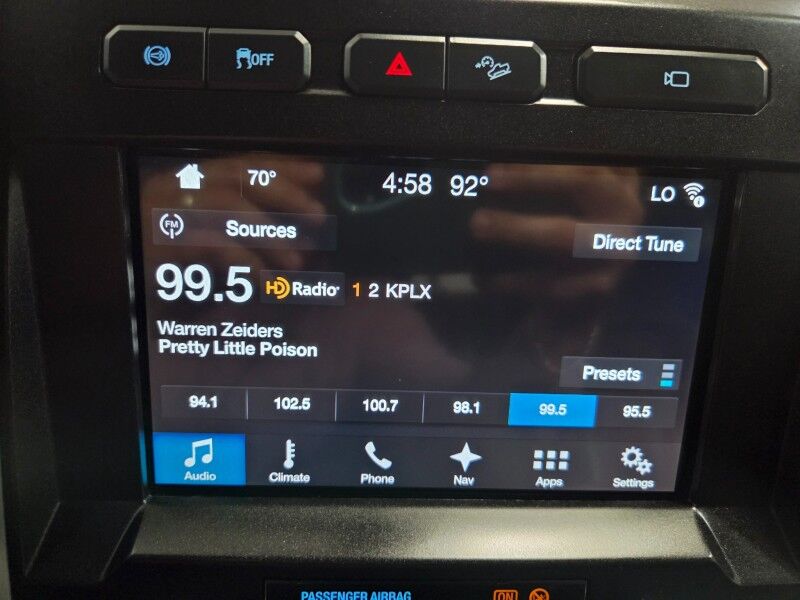 OFF
70° 4:58 92° LO
FM Sources
Direct Tune
99.5 HD Radio 1 2 KPLX
Warren Zeiders
Pretty Little Poison
Presets
94.1 102.5 100.7 98.1 99.5 95.5
Audio Climate Phone Nav Apps Settings
PASSENGER AIRBAG ON